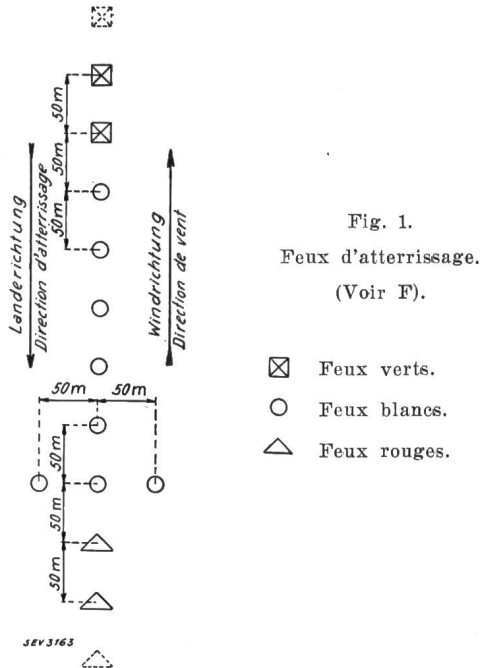 50m
50m
50m
Landerichtung
Direction d'atterrissage
Windrichtung
Direction de vent
Fig. 1.
Feux d'atterrissage.
(Voir F).
Feux verts.
Feux blancs.
Feux rouges.
50m
50m
50m
50m
50m
SEV 3163